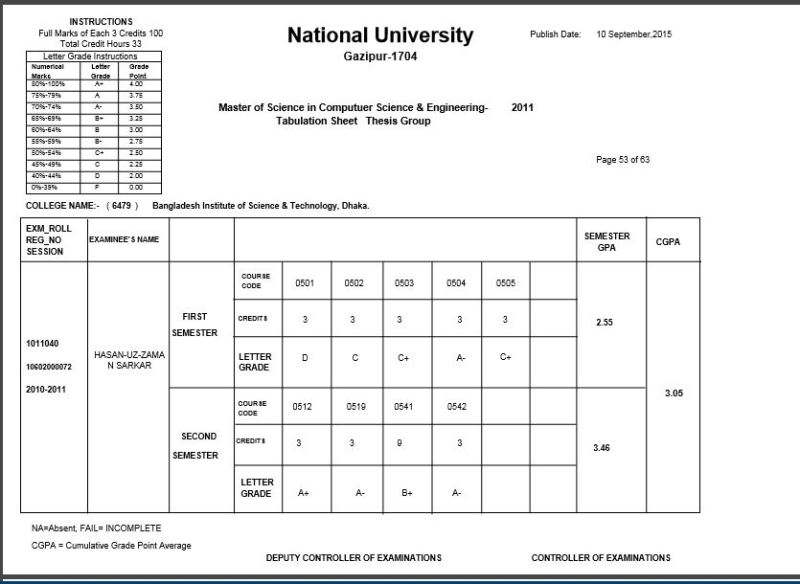 INSTRUCTIONS
Full Marks of Each 3 Credits 100
Total Credit Hours 33
Letter Grade Instructions
Numerical Marks Letter Grade Grade Point
80%-100% A+ 4.00
75%-79% A 3.75
70%-74% A- 3.50
65%-69% B+ 3.25
60%-64% B 3.00
55%-59% B- 2.75
50%-54% C+ 2.50
45%-49% C 2.25
40%-44% D 2.00
0%-39% F 0.00
National University
Gazipur-1704
Publish Date: 10 September,2015
Master of Science in Computuer Science & Engineering- 2011
Tabulation Sheet Thesis Group
Page 53 of 63
COLLEGE NAME:- ( 6479 ) Bangladesh Institute of Science & Technology, Dhaka.
EXM_ROLL
REG_NO
SESSION
EXAMINEE'S NAME
SEMESTER
GPA
CGPA
1011040
10602000072
2010-2011
HASAN-UZ-ZAMA
N SARKAR
FIRST
SEMESTER
COURSE CODE 0501 0502 0503 0504 0505
CREDITS 3 3 3 3 3
LETTER GRADE D C C+ A- C+
2.55
SECOND
SEMESTER
COURSE CODE 0512 0519 0541 0542
CREDITS 3 3 9 3
LETTER GRADE A+ A- B+ A-
3.46
3.05
NA=Absent, FAIL= INCOMPLETE
CGPA = Cumulative Grade Point Average
DEPUTY CONTROLLER OF EXAMINATIONS CONTROLLER OF EXAMINATIONS